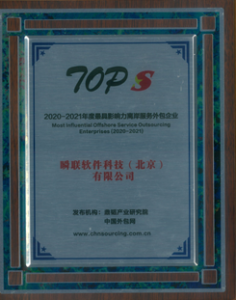 TOP 5
2020-2021年度最具影响力离岸服务外包企业
Most Influential Offshore Service Outsourcing
Enterprises (2020-2021)
瞬联软件科技（北京）
有限公司
发布机构：鼎韬产业研究院
中国外包网
www.chnsourcing.com.cn